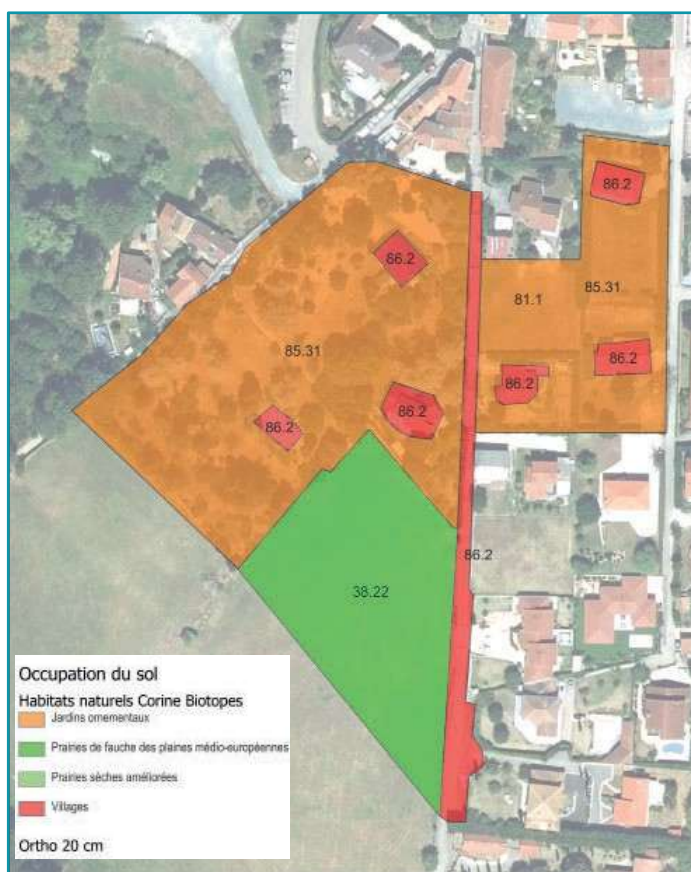 86.2
86.2
81.1
85.31
85.31
86.2
86.2
86.2
86.2
86.2
38.22
Occupation du sol
Habitats naturels Corine Biotopes
Jardins ornementaux
Prairies de fauche des plaines médio-européennes
Prairies sèches améliorées
Villages
Ortho 20 cm